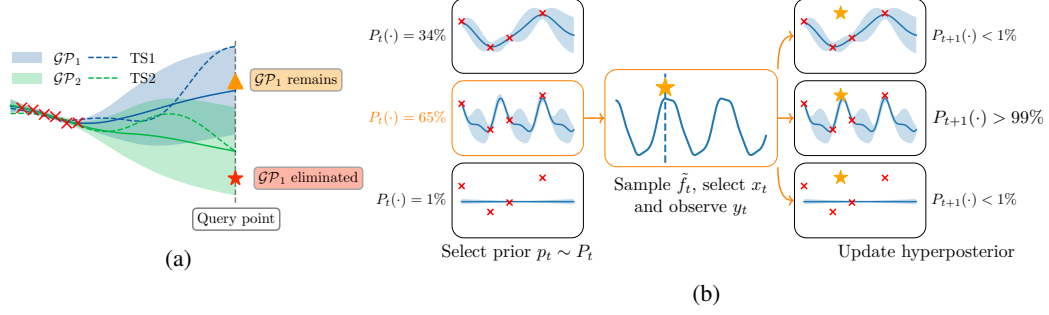 (a)
GP₁ TS1
GP₂ TS2
GP₁ remains
GP₁ eliminated
Query point
(b)
P_t(·) = 34%
P_t(·) = 65%
P_t(·) = 1%
Select prior p_t ∼ P_t
Sample f̃_t, select x_t
and observe y_t
P_{t+1}(·) < 1%
P_{t+1}(·) > 99%
P_{t+1}(·) < 1%
Update hyperposterior